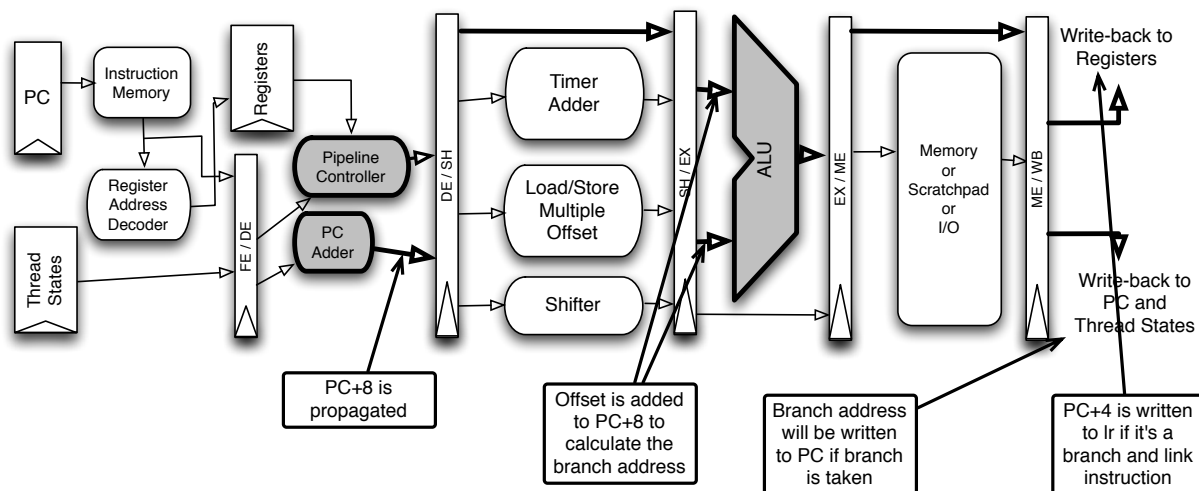 PC
Instruction
Memory
Register
Address
Decoder
Thread
States
Registers
FE / DE
Pipeline
Controller
PC
Adder
DE / SH
Timer
Adder
Load/Store
Multiple
Offset
Shifter
SH / EX
ALU
EX / ME
Memory
or
Scratchpad
or
I/O
ME / WB
Write-back to
Registers
Write-back to
PC and
Thread States
PC+8 is
propagated
Offset is added
to PC+8 to
calculate the
branch address
Branch address
will be written
to PC if branch
is taken
PC+4 is written
to lr if it's a
branch and link
instruction